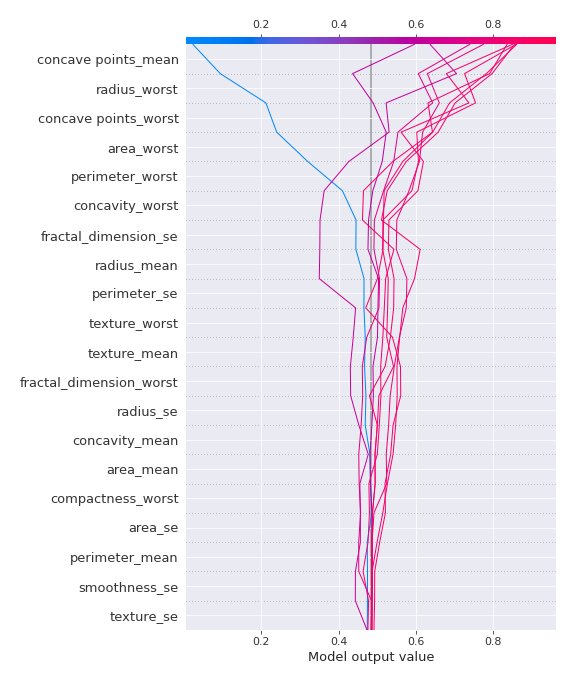 0.2 0.4 0.6 0.8
concave points_mean
radius_worst
concave points_worst
area_worst
perimeter_worst
concavity_worst
fractal_dimension_se
radius_mean
perimeter_se
texture_worst
texture_mean
fractal_dimension_worst
radius_se
concavity_mean
area_mean
compactness_worst
area_se
perimeter_mean
smoothness_se
texture_se
0.2 0.4 0.6 0.8
Model output value